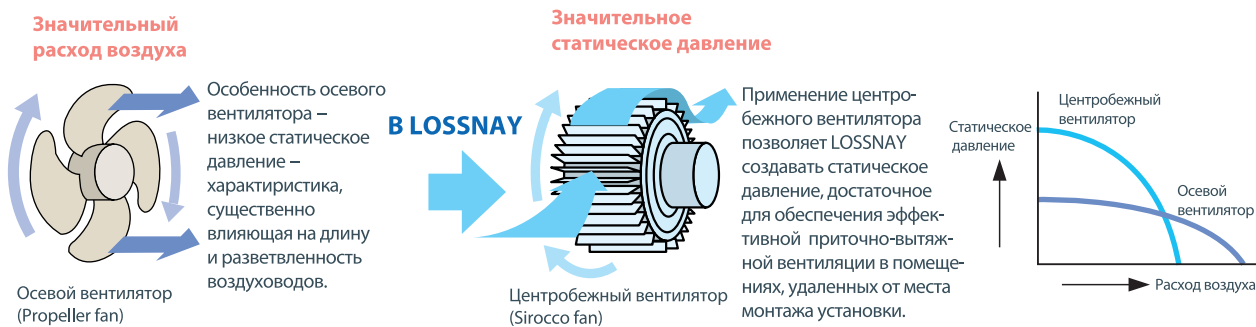 Значительный
расход воздуха
Особенность осевого
вентилятора –
низкое статическое
давление –
характиристика,
существенно
влияющая на длину
и разветвленность
воздуховодов.
Осевой вентилятор
(Propeller fan)
В LOSSNAY
Значительное
статическое давление
Центробежный вентилятор
(Sirocco fan)
Применение центро-
бежного вентилятора
позволяет LOSSNAY
создавать статическое
давление, достаточное
для обеспечения эффек-
тивной приточно-вытяж-
ной вентиляции в помеще-
ниях, удаленных от места
монтажа установки.
Статическое
давление
Центробежный
вентилятор
Осевой
вентилятор
Расход воздуха